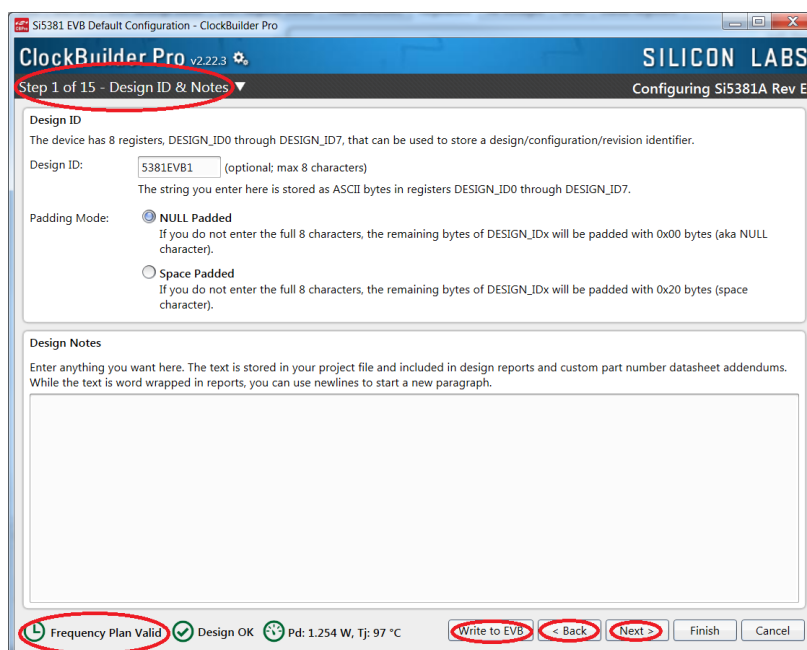 Si5381 EVB Default Configuration - ClockBuilder Pro
ClockBuilder Pro v2.22.3
SILICON LABS
Step 1 of 15 - Design ID & Notes ▼
Configuring Si5381A Rev E
Design ID
The device has 8 registers, DESIGN_ID0 through DESIGN_ID7, that can be used to store a design/configuration/revision identifier.
Design ID: 5381EVB1 (optional; max 8 characters)
The string you enter here is stored as ASCII bytes in registers DESIGN_ID0 through DESIGN_ID7.
Padding Mode: NULL Padded
If you do not enter the full 8 characters, the remaining bytes of DESIGN_IDx will be padded with 0x00 bytes (aka NULL
character).
Space Padded
If you do not enter the full 8 characters, the remaining bytes of DESIGN_IDx will be padded with 0x20 bytes (space
character).
Design Notes
Enter anything you want here. The text is stored in your project file and included in design reports and custom part number datasheet addendums.
While the text is word wrapped in reports, you can use newlines to start a new paragraph.
Frequency Plan Valid Design OK Pd: 1.254 W, Tj: 97 °C Write to EVB < Back Next > Finish Cancel